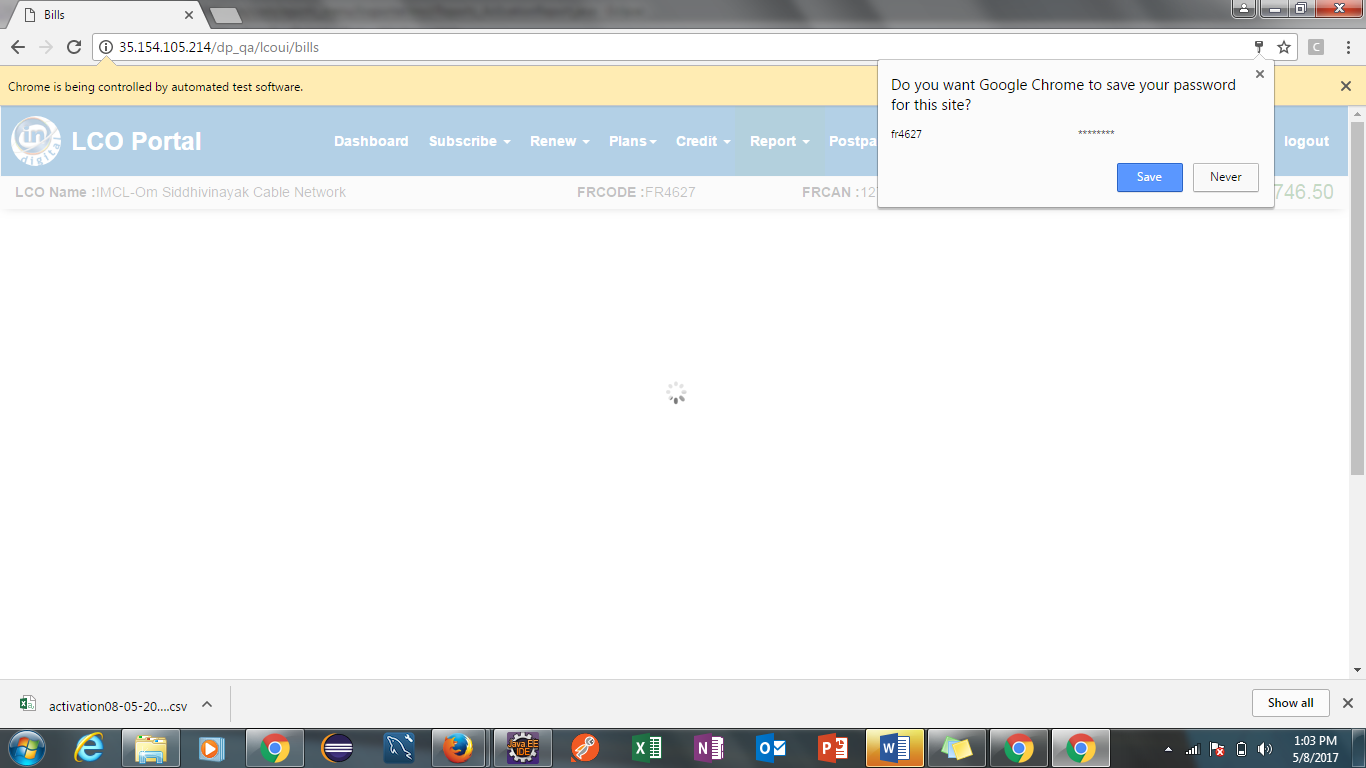 Bills
35.154.105.214/dp_qa/lcoui/bills
Chrome is being controlled by automated test software.
Do you want Google Chrome to save your password
for this site?
fr4627 ********
Save Never
in
digital
LCO Portal Dashboard Subscribe Renew Plans Credit Report Postpa logout
LCO Name :IMCL-Om Siddhivinayak Cable Network FRCODE :FR4627 FRCAN :12 746.50
activation08-05-20....csv Show all
Java EE
IDE
1:03 PM
5/8/2017